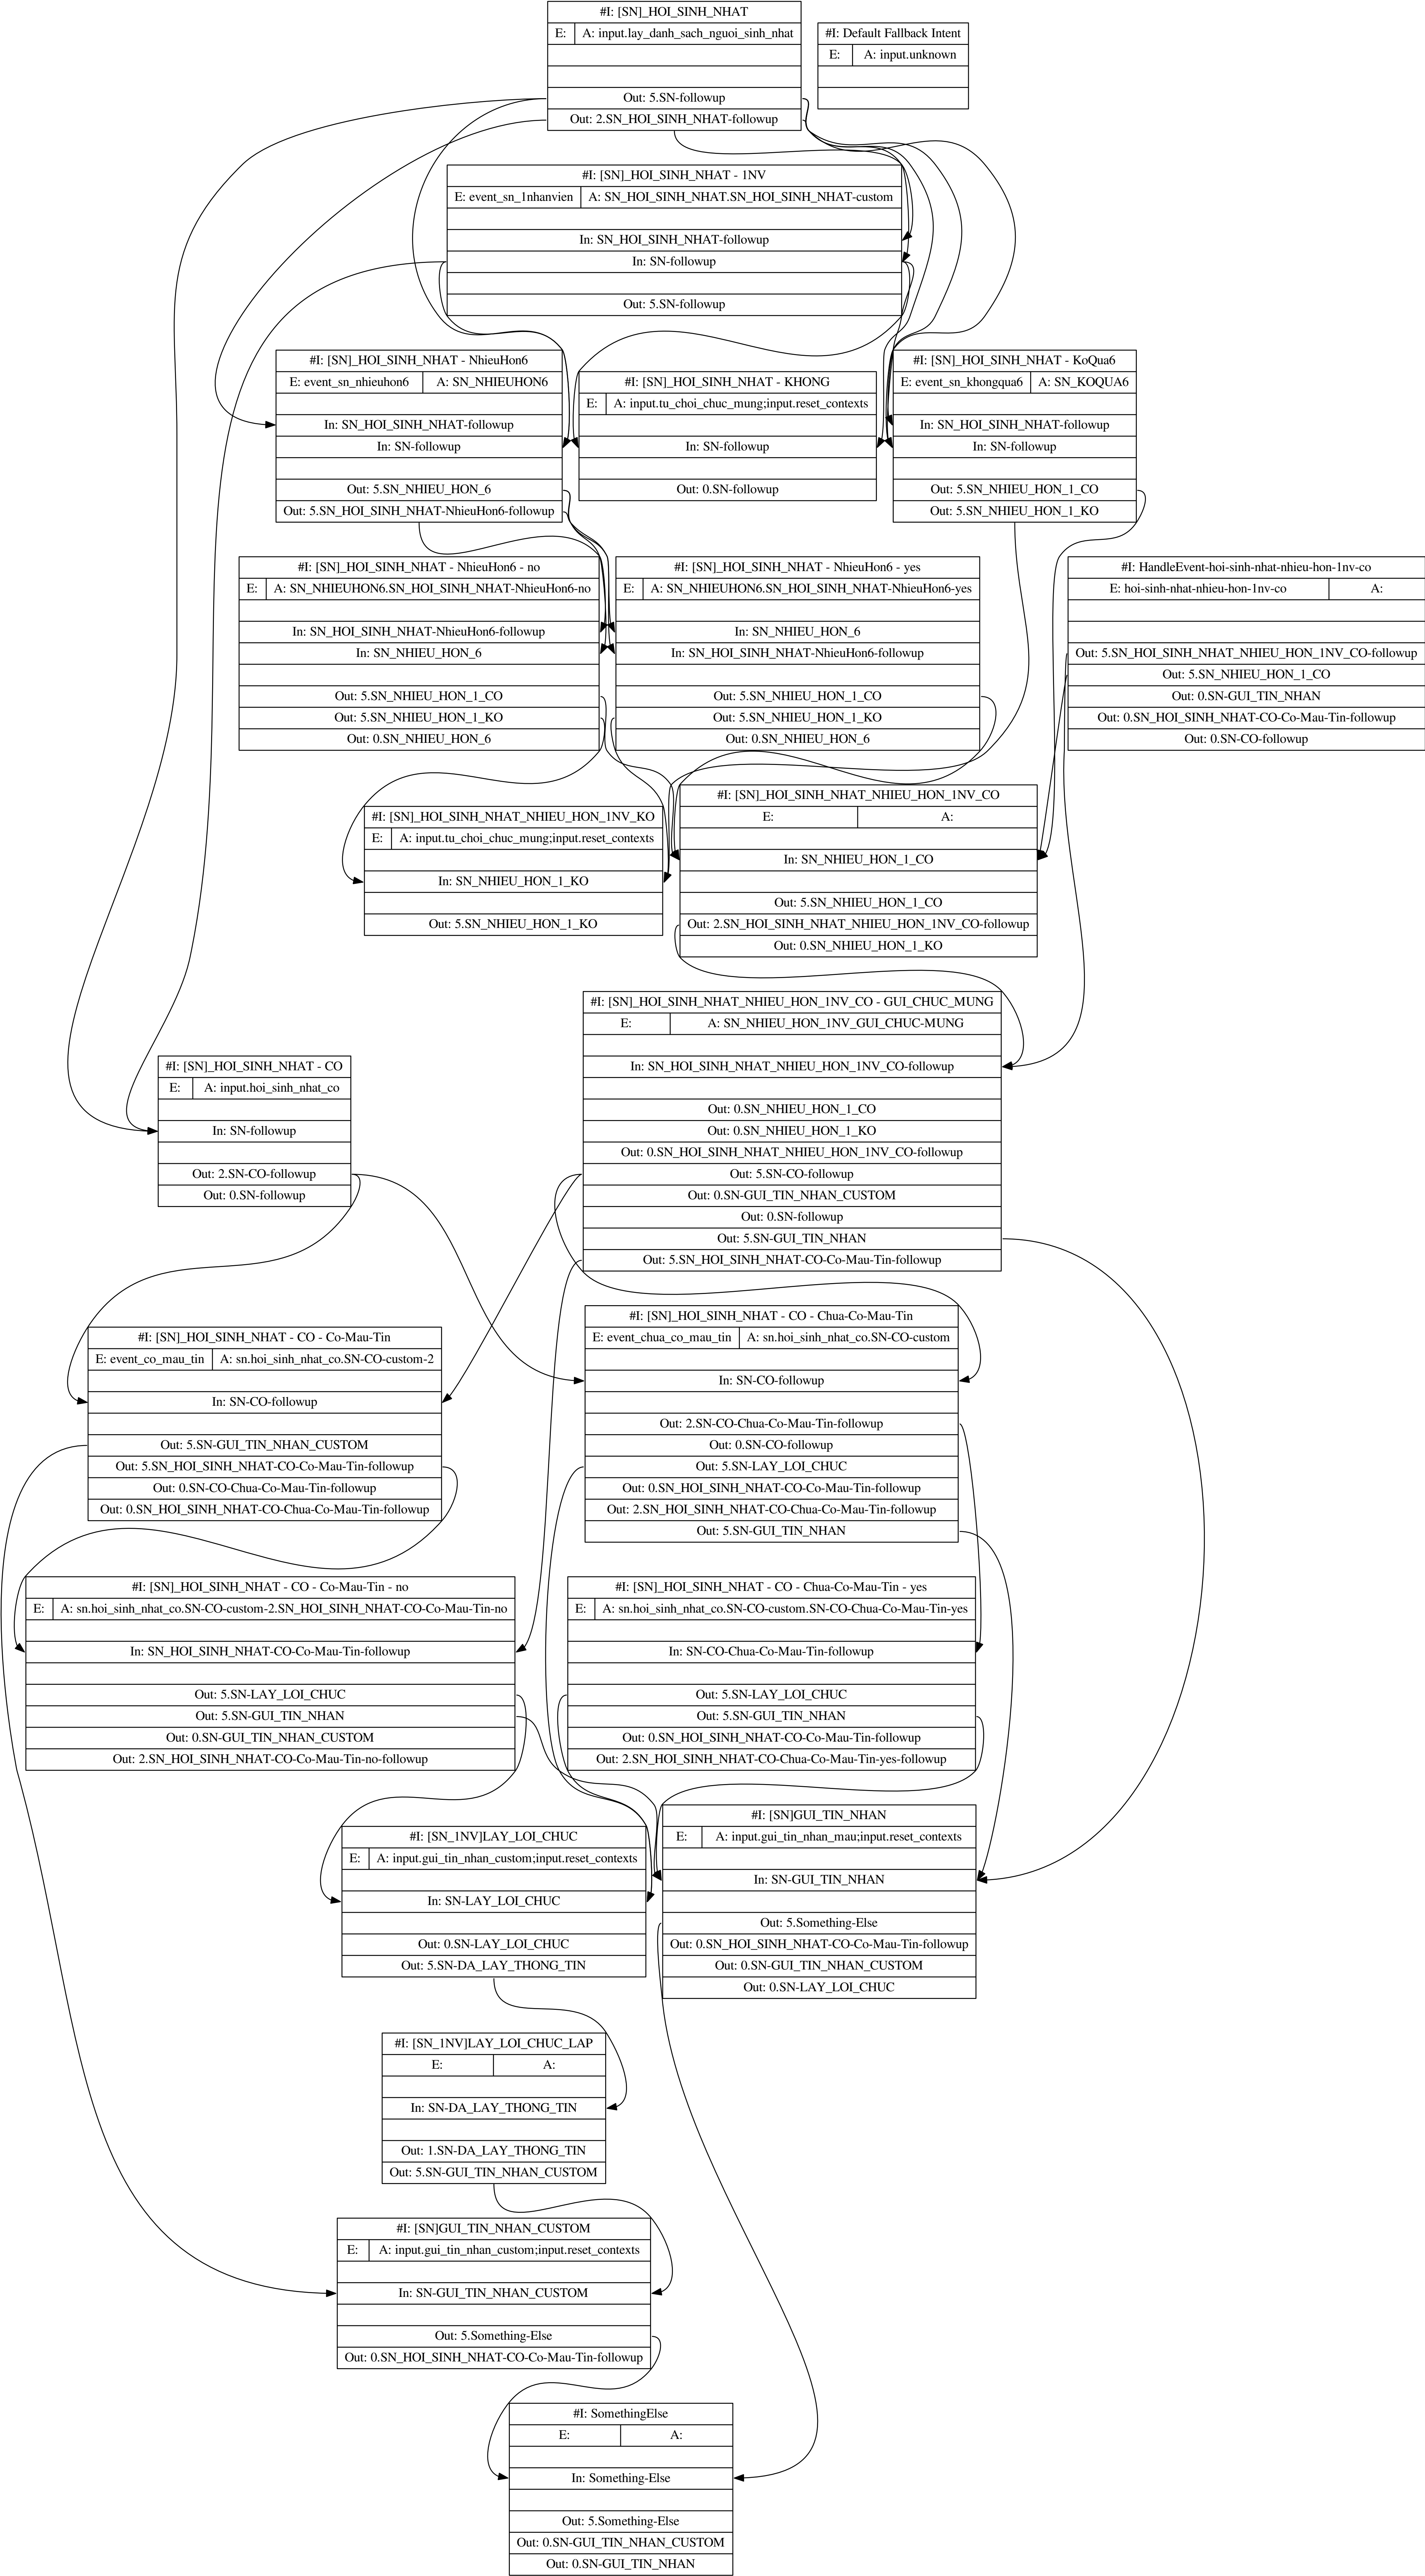 #I: [SN]_HOI_SINH_NHAT
E: A: input.lay_danh_sach_nguoi_sinh_nhat
Out: 5.SN-followup
Out: 2.SN_HOI_SINH_NHAT-followup
#I: Default Fallback Intent
E: A: input.unknown
#I: [SN]_HOI_SINH_NHAT - 1NV
E: event_sn_1nhanvien A: SN_HOI_SINH_NHAT.SN_HOI_SINH_NHAT-custom
In: SN_HOI_SINH_NHAT-followup
In: SN-followup
Out: 5.SN-followup
#I: [SN]_HOI_SINH_NHAT - NhieuHon6
E: event_sn_nhieuhon6 A: SN_NHIEUHON6
In: SN_HOI_SINH_NHAT-followup
In: SN-followup
Out: 5.SN_NHIEU_HON_6
Out: 5.SN_HOI_SINH_NHAT-NhieuHon6-followup
#I: [SN]_HOI_SINH_NHAT - KHONG
E: A: input.tu_choi_chuc_mung;input.reset_contexts
In: SN-followup
Out: 0.SN-followup
#I: [SN]_HOI_SINH_NHAT - KoQua6
E: event_sn_khongqua6 A: SN_KOQUA6
In: SN_HOI_SINH_NHAT-followup
In: SN-followup
Out: 5.SN_NHIEU_HON_1_CO
Out: 5.SN_NHIEU_HON_1_KO
#I: [SN]_HOI_SINH_NHAT - NhieuHon6 - no
E: A: SN_NHIEUHON6.SN_HOI_SINH_NHAT-NhieuHon6-no
In: SN_HOI_SINH_NHAT-NhieuHon6-followup
In: SN_NHIEU_HON_6
Out: 5.SN_NHIEU_HON_1_CO
Out: 5.SN_NHIEU_HON_1_KO
Out: 0.SN_NHIEU_HON_6
#I: [SN]_HOI_SINH_NHAT - NhieuHon6 - yes
E: A: SN_NHIEUHON6.SN_HOI_SINH_NHAT-NhieuHon6-yes
In: SN_NHIEU_HON_6
In: SN_HOI_SINH_NHAT-NhieuHon6-followup
Out: 5.SN_NHIEU_HON_1_CO
Out: 5.SN_NHIEU_HON_1_KO
Out: 0.SN_NHIEU_HON_6
#I: HandleEvent-hoi-sinh-nhat-nhieu-hon-1nv-co
E: hoi-sinh-nhat-nhieu-hon-1nv-co A:
Out: 5.SN_HOI_SINH_NHAT_NHIEU_HON_1NV_CO-followup
Out: 5.SN_NHIEU_HON_1_CO
Out: 0.SN-GUI_TIN_NHAN
Out: 0.SN_HOI_SINH_NHAT-CO-Co-Mau-Tin-followup
Out: 0.SN-CO-followup
#I: [SN]_HOI_SINH_NHAT_NHIEU_HON_1NV_KO
E: A: input.tu_choi_chuc_mung;input.reset_contexts
In: SN_NHIEU_HON_1_KO
Out: 5.SN_NHIEU_HON_1_KO
#I: [SN]_HOI_SINH_NHAT_NHIEU_HON_1NV_CO
E: A:
In: SN_NHIEU_HON_1_CO
Out: 5.SN_NHIEU_HON_1_CO
Out: 2.SN_HOI_SINH_NHAT_NHIEU_HON_1NV_CO-followup
Out: 0.SN_NHIEU_HON_1_KO
#I: [SN]_HOI_SINH_NHAT_NHIEU_HON_1NV_CO - GUI_CHUC_MUNG
E: A: SN_NHIEU_HON_1NV_GUI_CHUC-MUNG
In: SN_HOI_SINH_NHAT_NHIEU_HON_1NV_CO-followup
Out: 0.SN_NHIEU_HON_1_CO
Out: 0.SN_NHIEU_HON_1_KO
Out: 0.SN_HOI_SINH_NHAT_NHIEU_HON_1NV_CO-followup
Out: 5.SN-CO-followup
Out: 0.SN-GUI_TIN_NHAN_CUSTOM
Out: 0.SN-followup
Out: 5.SN-GUI_TIN_NHAN
Out: 5.SN_HOI_SINH_NHAT-CO-Co-Mau-Tin-followup
#I: [SN]_HOI_SINH_NHAT - CO
E: A: input.hoi_sinh_nhat_co
In: SN-followup
Out: 2.SN-CO-followup
Out: 0.SN-followup
#I: [SN]_HOI_SINH_NHAT - CO - Co-Mau-Tin
E: event_co_mau_tin A: sn.hoi_sinh_nhat_co.SN-CO-custom-2
In: SN-CO-followup
Out: 5.SN-GUI_TIN_NHAN_CUSTOM
Out: 5.SN_HOI_SINH_NHAT-CO-Co-Mau-Tin-followup
Out: 0.SN-CO-Chua-Co-Mau-Tin-followup
Out: 0.SN_HOI_SINH_NHAT-CO-Chua-Co-Mau-Tin-followup
#I: [SN]_HOI_SINH_NHAT - CO - Chua-Co-Mau-Tin
E: event_chua_co_mau_tin A: sn.hoi_sinh_nhat_co.SN-CO-custom
In: SN-CO-followup
Out: 2.SN-CO-Chua-Co-Mau-Tin-followup
Out: 0.SN-CO-followup
Out: 5.SN-LAY_LOI_CHUC
Out: 0.SN_HOI_SINH_NHAT-CO-Co-Mau-Tin-followup
Out: 2.SN_HOI_SINH_NHAT-CO-Chua-Co-Mau-Tin-followup
Out: 5.SN-GUI_TIN_NHAN
#I: [SN]_HOI_SINH_NHAT - CO - Co-Mau-Tin - no
E: A: sn.hoi_sinh_nhat_co.SN-CO-custom-2.SN_HOI_SINH_NHAT-CO-Co-Mau-Tin-no
In: SN_HOI_SINH_NHAT-CO-Co-Mau-Tin-followup
Out: 5.SN-LAY_LOI_CHUC
Out: 5.SN-GUI_TIN_NHAN
Out: 0.SN-GUI_TIN_NHAN_CUSTOM
Out: 2.SN_HOI_SINH_NHAT-CO-Co-Mau-Tin-no-followup
#I: [SN]_HOI_SINH_NHAT - CO - Chua-Co-Mau-Tin - yes
E: A: sn.hoi_sinh_nhat_co.SN-CO-custom.SN-CO-Chua-Co-Mau-Tin-yes
In: SN-CO-Chua-Co-Mau-Tin-followup
Out: 5.SN-LAY_LOI_CHUC
Out: 5.SN-GUI_TIN_NHAN
Out: 0.SN_HOI_SINH_NHAT-CO-Co-Mau-Tin-followup
Out: 2.SN_HOI_SINH_NHAT-CO-Chua-Co-Mau-Tin-yes-followup
#I: [SN_1NV]LAY_LOI_CHUC
E: A: input.gui_tin_nhan_custom;input.reset_contexts
In: SN-LAY_LOI_CHUC
Out: 0.SN-LAY_LOI_CHUC
Out: 5.SN-DA_LAY_THONG_TIN
#I: [SN]GUI_TIN_NHAN
E: A: input.gui_tin_nhan_mau;input.reset_contexts
In: SN-GUI_TIN_NHAN
Out: 5.Something-Else
Out: 0.SN_HOI_SINH_NHAT-CO-Co-Mau-Tin-followup
Out: 0.SN-GUI_TIN_NHAN_CUSTOM
Out: 0.SN-LAY_LOI_CHUC
#I: [SN_1NV]LAY_LOI_CHUC_LAP
E: A:
In: SN-DA_LAY_THONG_TIN
Out: 1.SN-DA_LAY_THONG_TIN
Out: 5.SN-GUI_TIN_NHAN_CUSTOM
#I: [SN]GUI_TIN_NHAN_CUSTOM
E: A: input.gui_tin_nhan_custom;input.reset_contexts
In: SN-GUI_TIN_NHAN_CUSTOM
Out: 5.Something-Else
Out: 0.SN_HOI_SINH_NHAT-CO-Co-Mau-Tin-followup
#I: SomethingElse
E: A:
In: Something-Else
Out: 5.Something-Else
Out: 0.SN-GUI_TIN_NHAN_CUSTOM
Out: 0.SN-GUI_TIN_NHAN